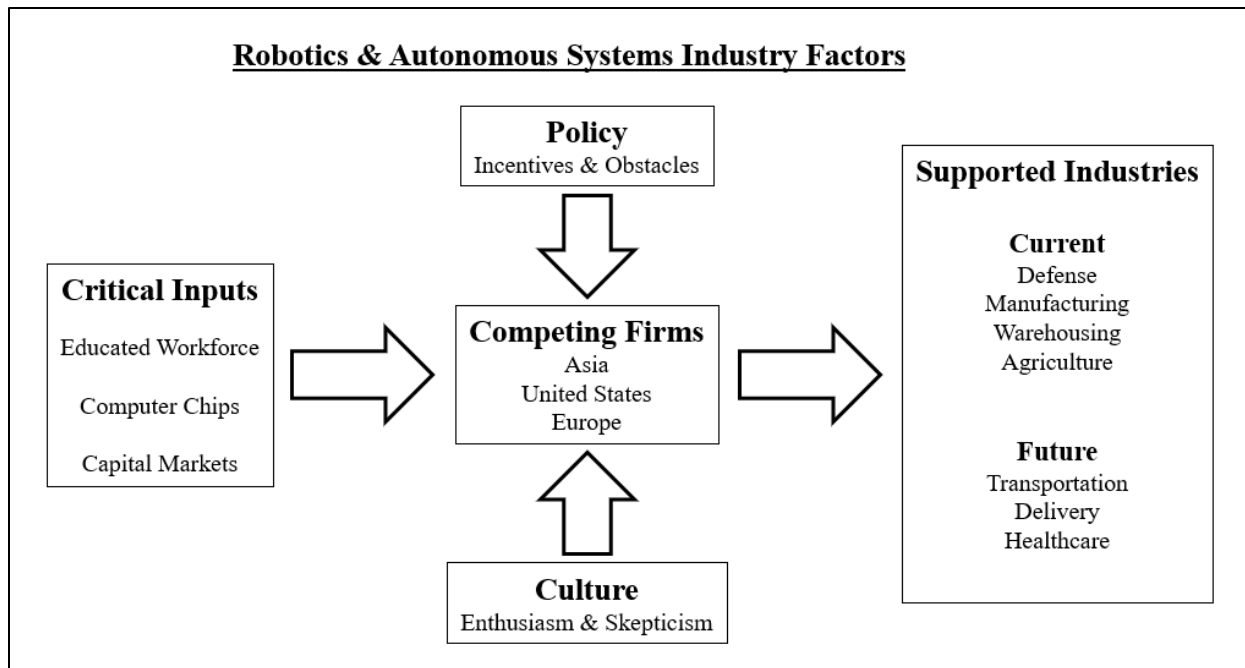 Robotics & Autonomous Systems Industry Factors
Policy
Incentives & Obstacles
Critical Inputs
Educated Workforce
Computer Chips
Capital Markets
Competing Firms
Asia
United States
Europe
Culture
Enthusiasm & Skepticism
Supported Industries
Current
Defense
Manufacturing
Warehousing
Agriculture
Future
Transportation
Delivery
Healthcare